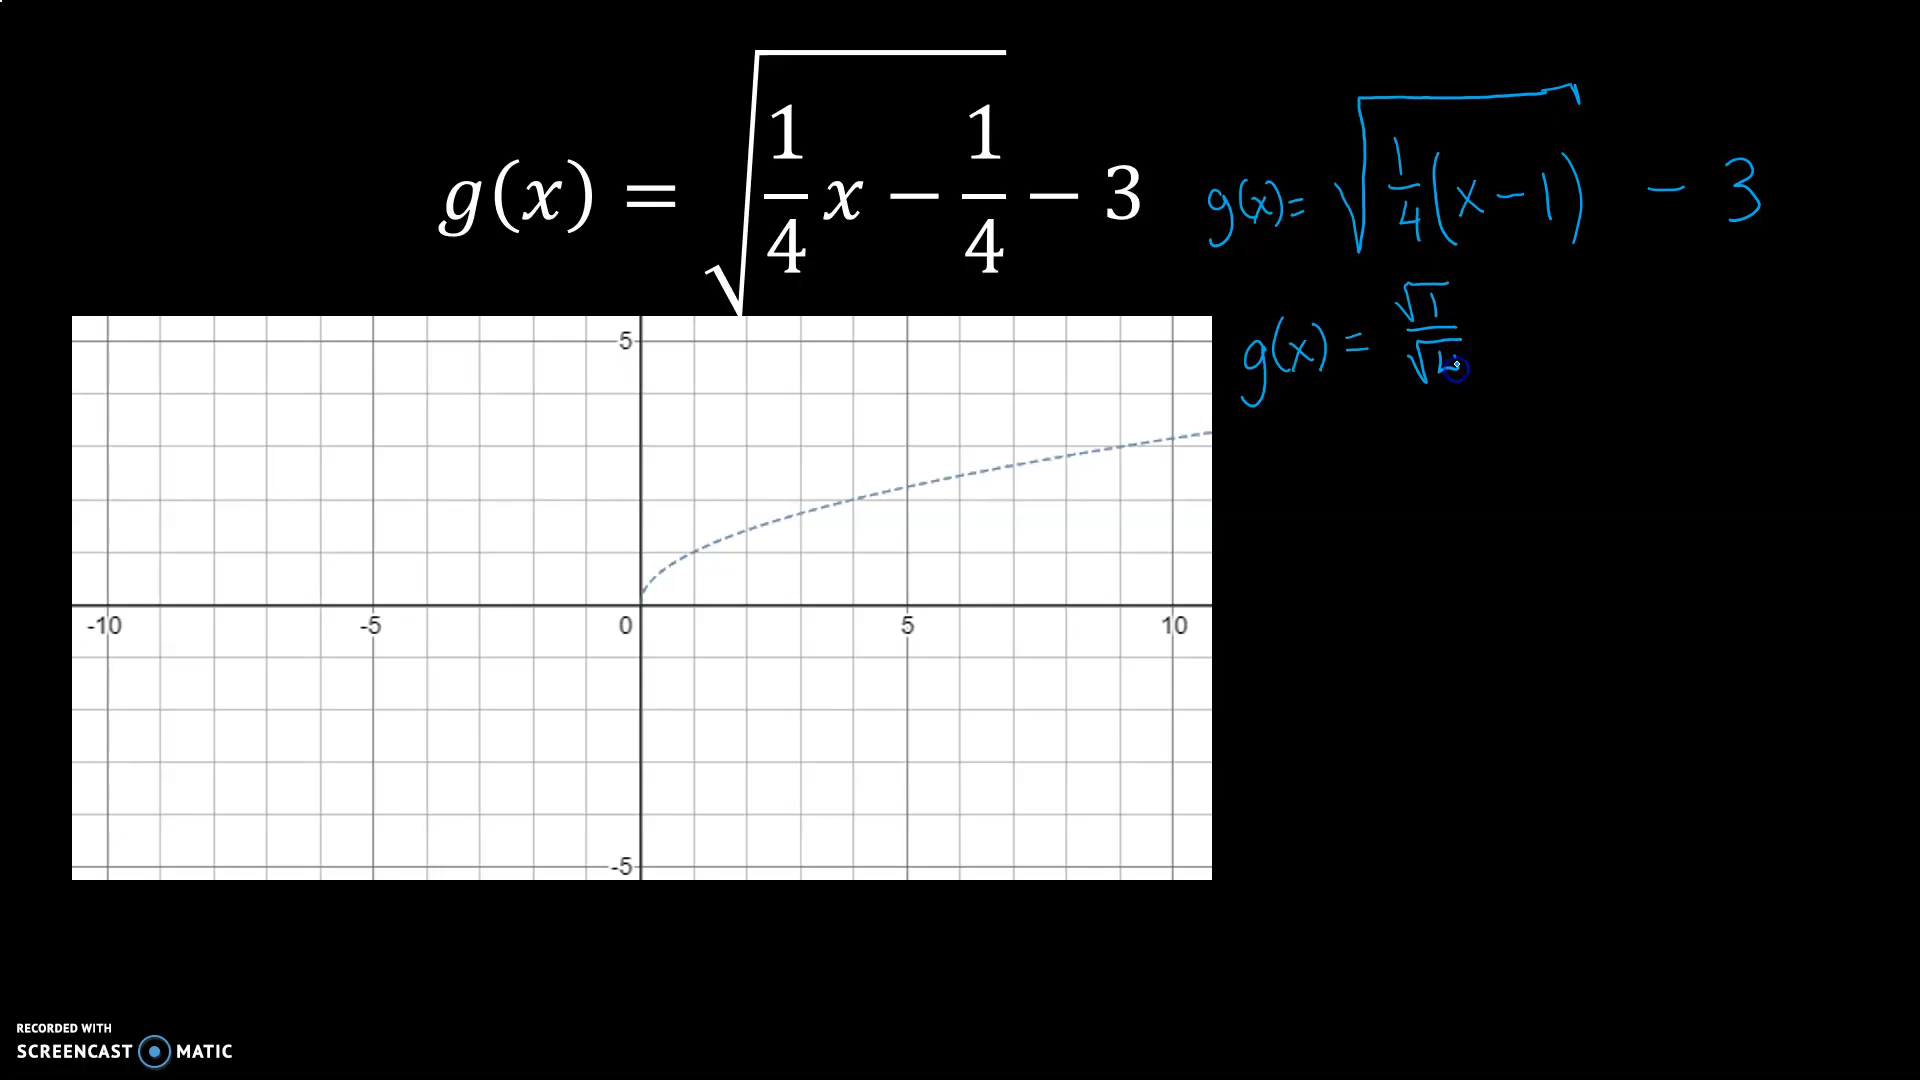 g(x) = √(1/4 x − 1/4) − 3
g(x) = √(1/4 (x − 1)) − 3
g(x) = √1/√4
5
-10 -5 0 5 10
-5
RECORDED WITH
SCREENCAST MATIC